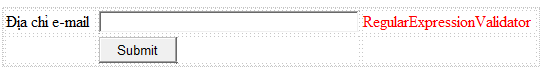 Địa chỉ e-mail RegularExpressionValidator
Submit